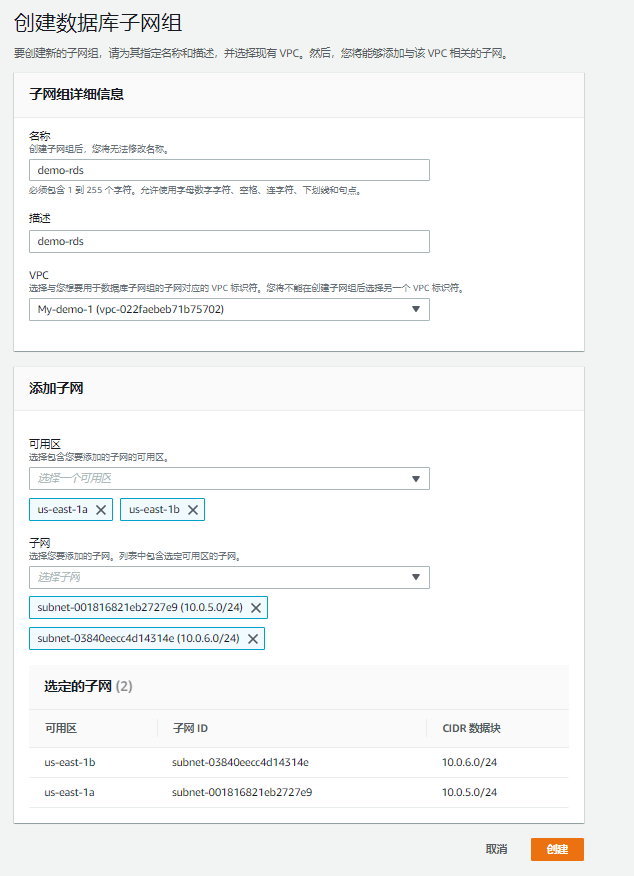 创建数据库子网组
要创建新的子网组，请为其指定名称和描述，并选择现有 VPC。然后，您将能够添加与该 VPC 相关的子网。
子网组详细信息
名称
创建子网组后，您将无法修改名称。
demo-rds
必须包含 1 到 255 个字符。允许使用字母数字字符、空格、连字符、下划线和句点。
描述
demo-rds
VPC
选择与您想要用于数据库子网组的子网对应的 VPC 标识符。您将不能在创建子网组后选择另一个 VPC 标识符。
My-demo-1 (vpc-022faebeb71b75702)
添加子网
可用区
选择包含您要添加的子网的可用区。
选择一个可用区
us-east-1a us-east-1b
子网
选择您要添加的子网。列表中包含选定可用区的子网。
选择子网
subnet-001816821eb2727e9 (10.0.5.0/24)
subnet-03840eecc4d14314e (10.0.6.0/24)
选定的子网 (2)
可用区 子网 ID CIDR 数据块
us-east-1b subnet-03840eecc4d14314e 10.0.6.0/24
us-east-1a subnet-001816821eb2727e9 10.0.5.0/24
取消 创建